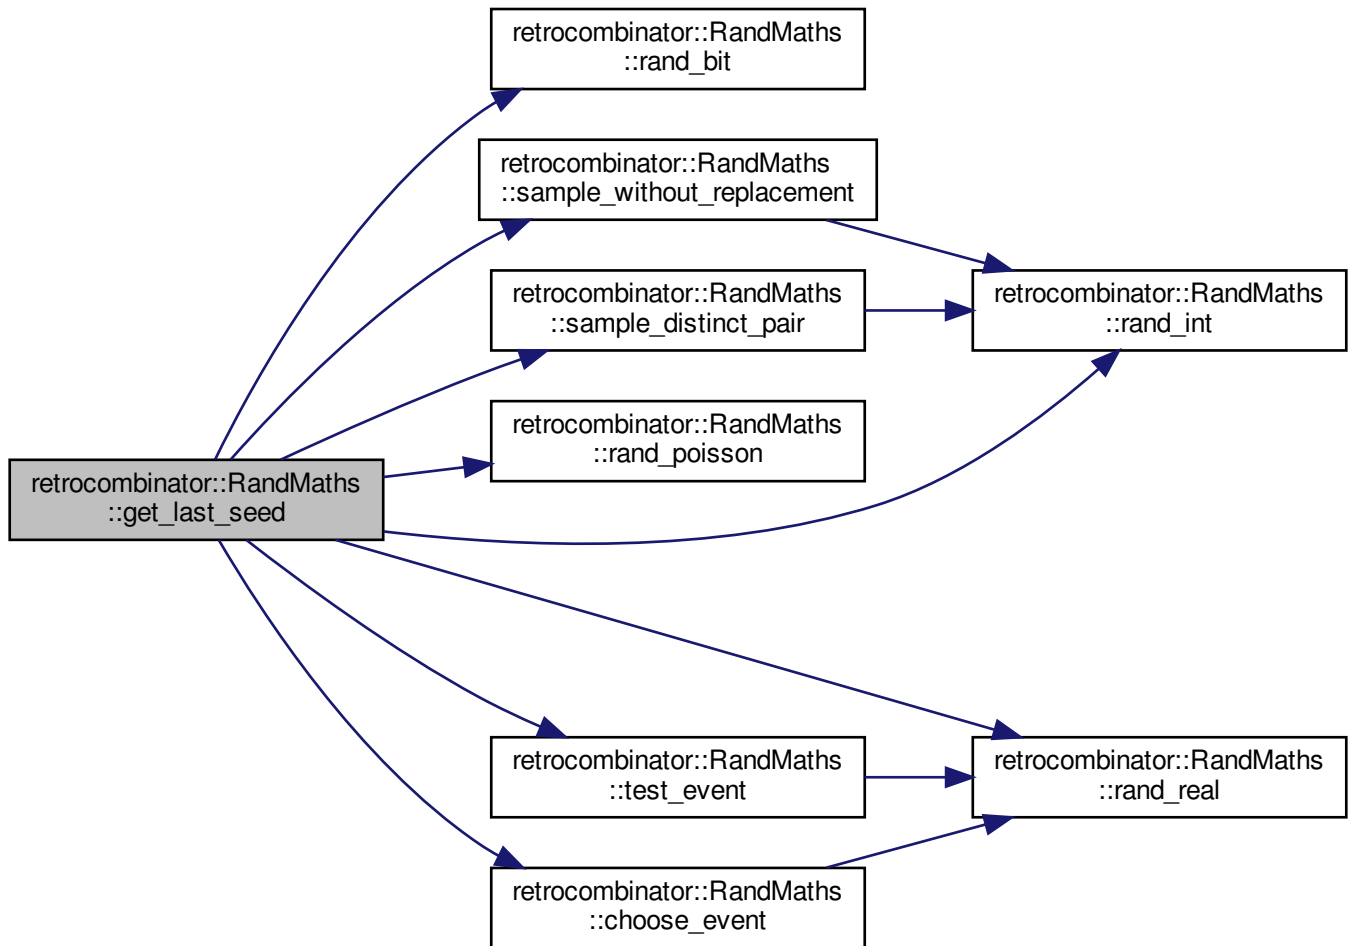 retrocombinator::RandMaths
::rand_bit
retrocombinator::RandMaths
::sample_without_replacement
retrocombinator::RandMaths
::sample_distinct_pair
retrocombinator::RandMaths
::rand_int
retrocombinator::RandMaths
::rand_poisson
retrocombinator::RandMaths
::get_last_seed
retrocombinator::RandMaths
::test_event
retrocombinator::RandMaths
::rand_real
retrocombinator::RandMaths
::choose_event